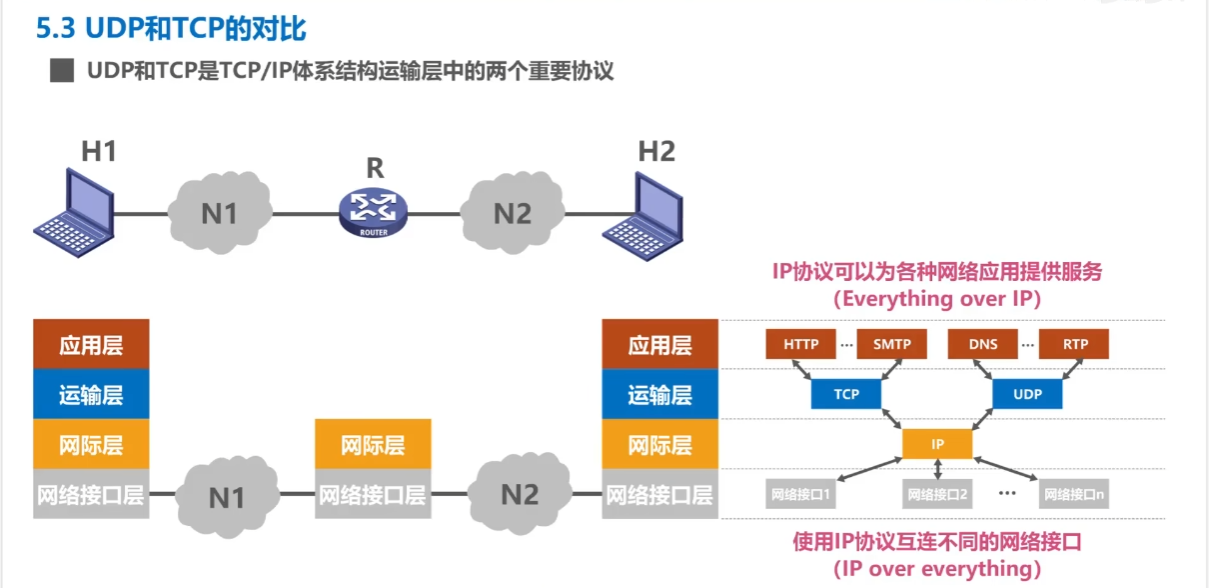 5.3 UDP和TCP的对比
UDP和TCP是TCP/IP体系结构运输层中的两个重要协议
H1
R
H2
N1
ROUTER
N2
IP协议可以为各种网络应用提供服务
（Everything over IP）
应用层
运输层
网际层
网络接口层
N1
网际层
网络接口层
N2
应用层
运输层
网际层
网络接口层
HTTP ··· SMTP DNS ··· RTP
TCP UDP
IP
网络接口1 网络接口2 ··· 网络接口n
使用IP协议互连不同的网络接口
（IP over everything）